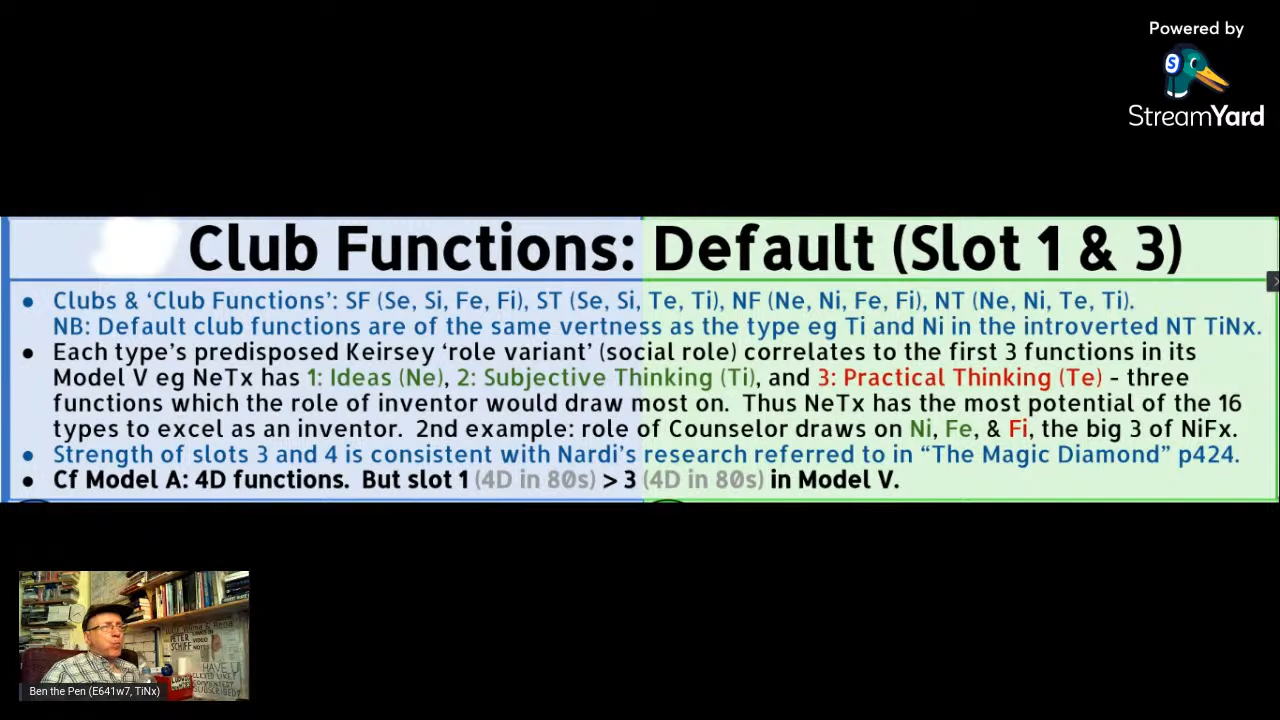 Powered by
StreamYard
Club Functions: Default (Slot 1 & 3)
● Clubs & ‘Club Functions’: SF (Se, Si, Fe, Fi), ST (Se, Si, Te, Ti), NF (Ne, Ni, Fe, Fi), NT (Ne, Ni, Te, Ti).
NB: Default club functions are of the same vertness as the type eg Ti and Ni in the introverted NT TiNx.
● Each type’s predisposed Keirsey ‘role variant’ (social role) correlates to the first 3 functions in its
Model V eg NeTx has 1: Ideas (Ne), 2: Subjective Thinking (Ti), and 3: Practical Thinking (Te) - three
functions which the role of inventor would draw most on. Thus NeTx has the most potential of the 16
types to excel as an inventor. 2nd example: role of Counselor draws on Ni, Fe, & Fi, the big 3 of NiFx.
● Strength of slots 3 and 4 is consistent with Nardi’s research referred to in “The Magic Diamond” p424.
● Cf Model A: 4D functions. But slot 1 (4D in 80s) > 3 (4D in 80s) in Model V.
PETER
SCHIFF
VIDEO
NOTES
HAVE U
SUBSCRIBED?
Ben the Pen (E641w7, TiNx)